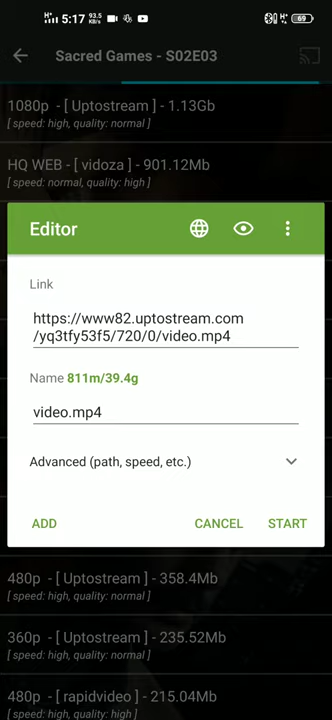 5:17 93.5 K/s 69
Sacred Games - S02E03
1080p - [ Uptostream ] - 1.13Gb
[ speed: high, quality: normal ]
HQ WEB - [ vidoza ] - 901.12Mb
[ speed: normal, quality: high ]
Editor
Link
https://www82.uptostream.com
/yq3tfy53f5/720/0/video.mp4
Name 811m/39.4g
video.mp4
Advanced (path, speed, etc.)
ADD CANCEL START
480p - [ Uptostream ] - 358.4Mb
[ speed: high, quality: normal ]
360p - [ Uptostream ] - 235.52Mb
[ speed: high, quality: normal ]
480p - [ rapidvideo ] - 215.04Mb
[ speed: high, quality: high ]